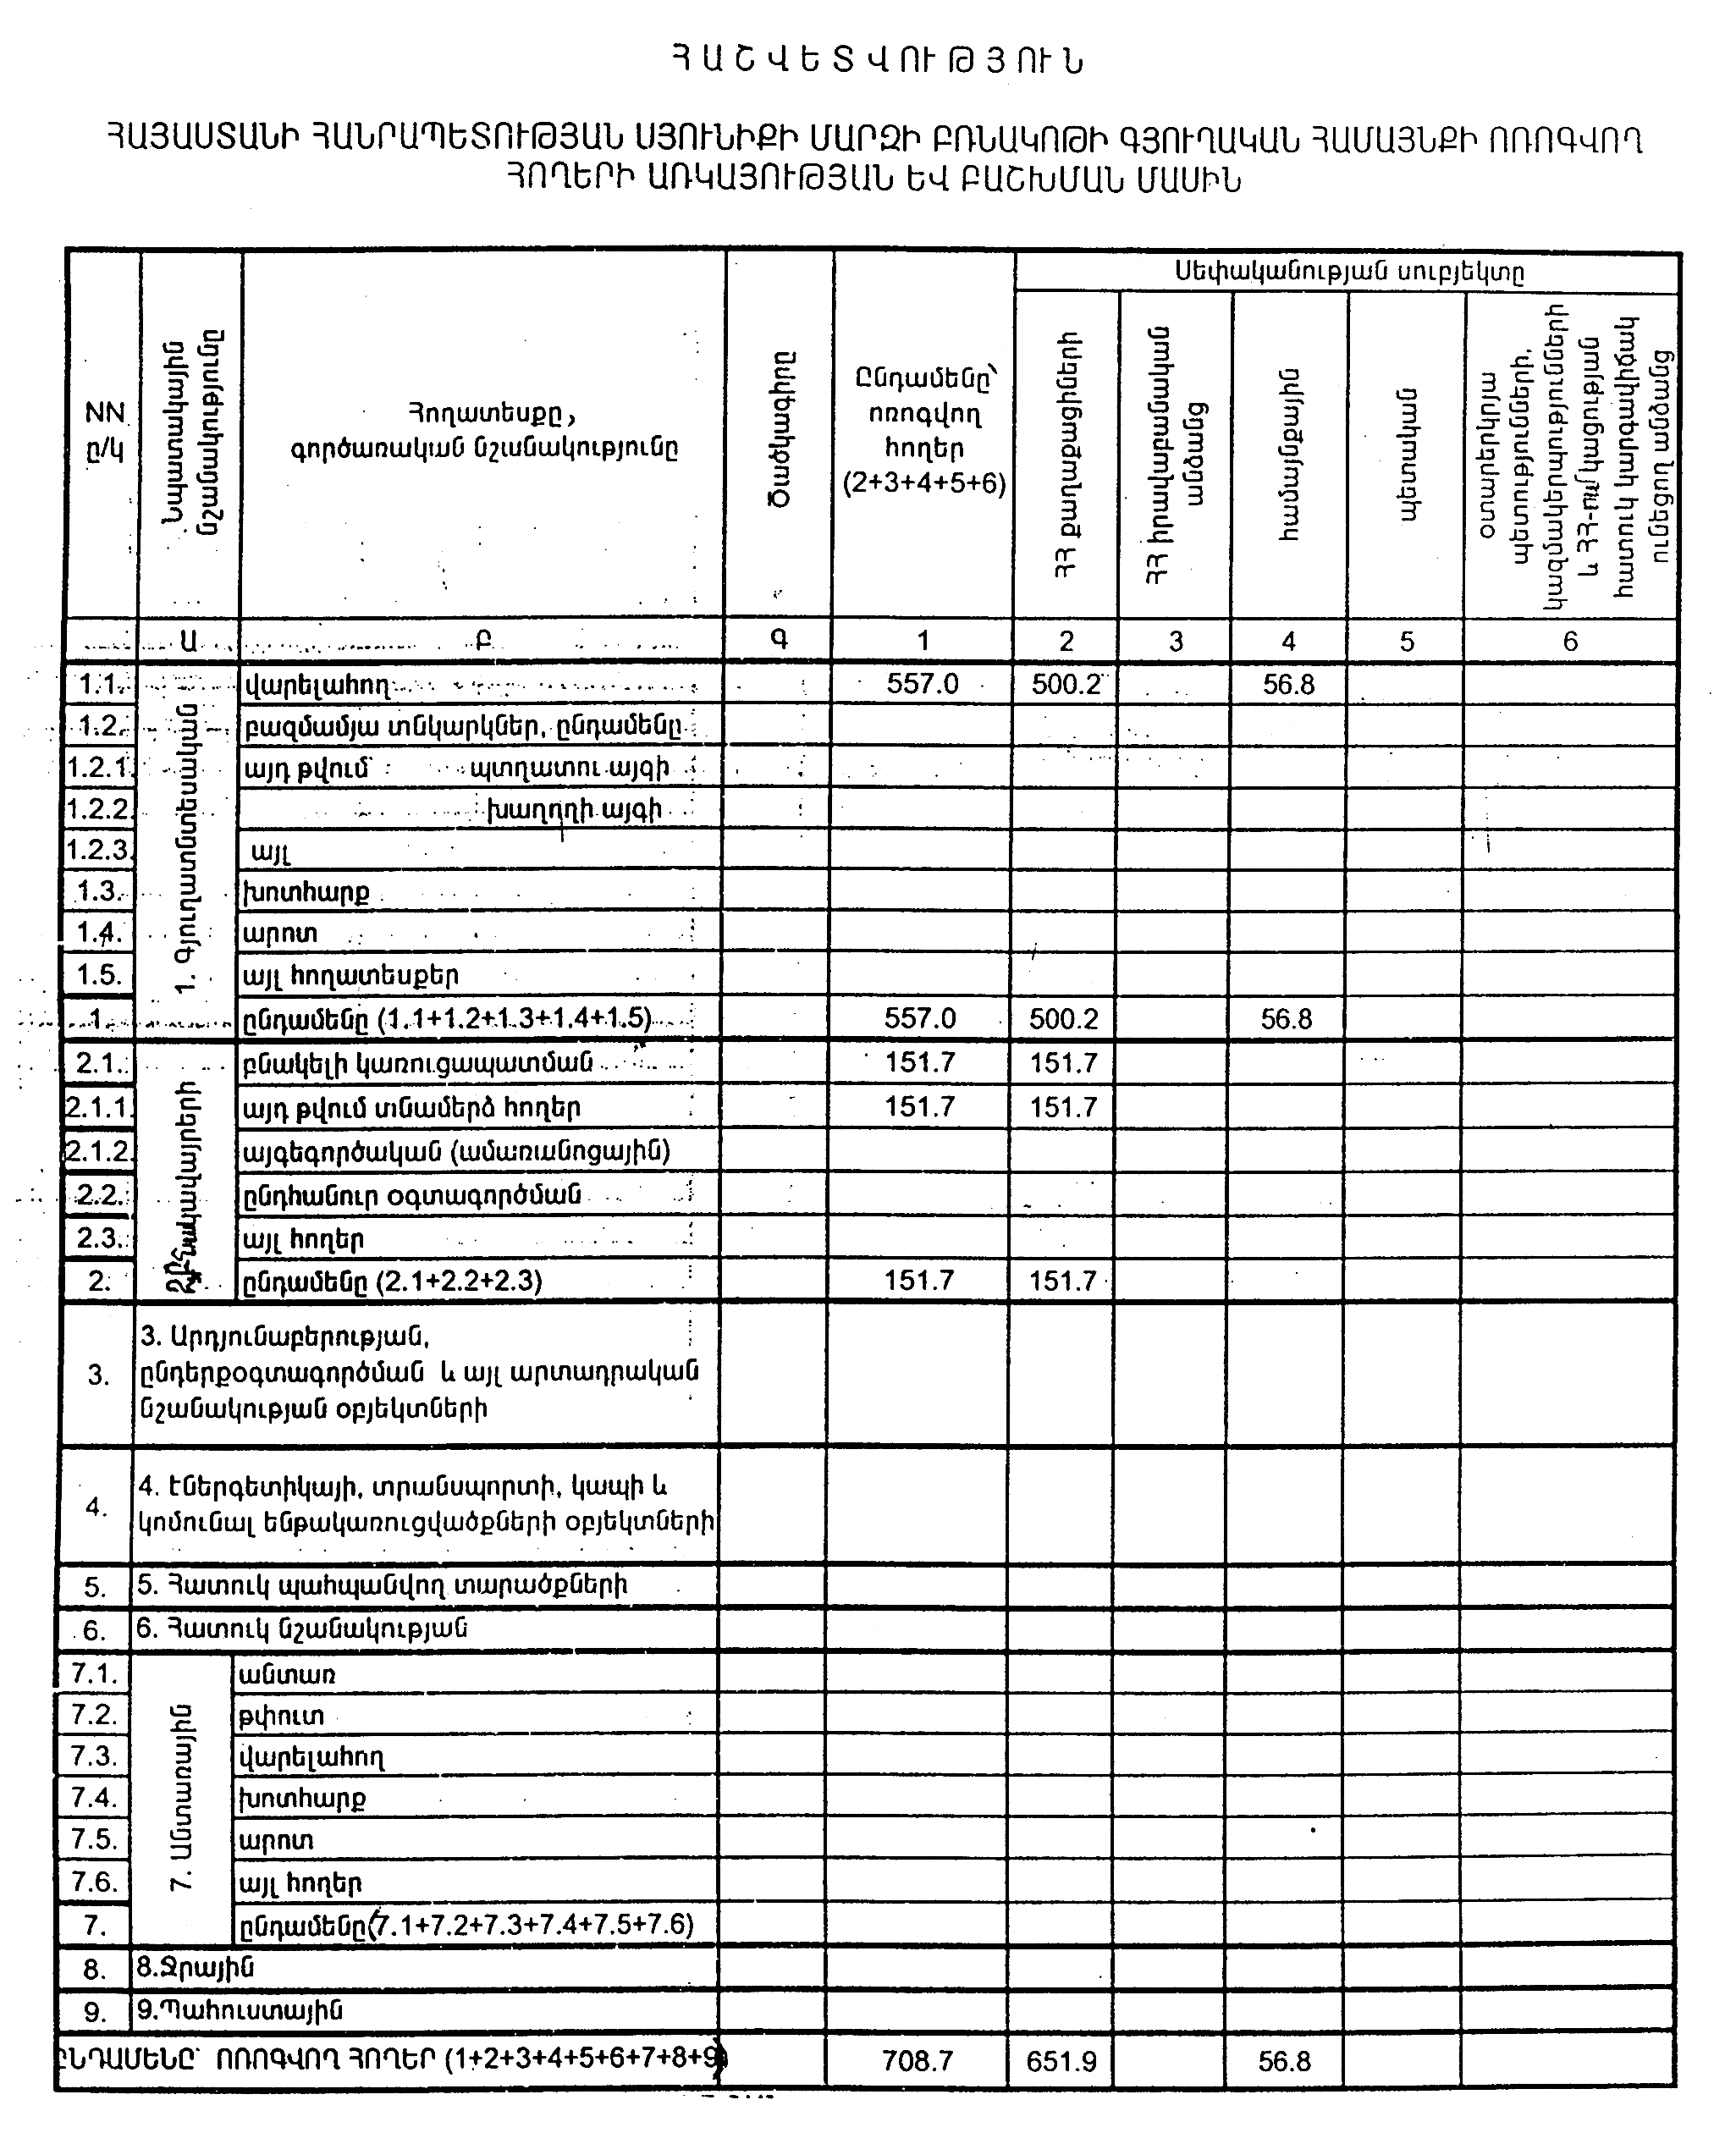 ՀԱՇՎԵՏՎՈՒԹՅՈՒՆ
ՀԱՅԱՍՏԱՆԻ ՀԱՆՐԱՊԵՏՈՒԹՅԱՆ ՍՅՈՒՆԻՔԻ ՄԱՐԶԻ ԲՌՆԱԿՈԹԻ ԳՅՈՒՂԱԿԱՆ ՀԱՄԱՅՆՔԻ ՈՌՈԳՎՈՂ
ՀՈՂԵՐԻ ԱՌԿԱՅՈՒԹՅԱՆ ԵՎ ԲԱՇԽՄԱՆ ՄԱՍԻՆ
NN ը/կ
Նպատակային նշանակությունը
Հողատեսքը, գործառական նշանակությունը
Ծածկագիրը
Ընդամենը՝ ոռոգվող հողեր (2+3+4+5+6)
Սեփականության սուբյեկտը
ՀՀ քաղաքացիների
ՀՀ իրավաբանական անձանց
համայնքային
պետական
օտարերկրյա պետությունների, կազմակերպությունների և ՀՀ-ում կացության հատուկ կարգավիճակ ունեցող անձանց
Ա Բ Գ 1 2 3 4 5 6
1. Գյուղատնտեսական
1.1. վարելահող 557.0 500.2 56.8
1.2. բազմամյա տնկարկներ, ընդամենը
1.2.1 այդ թվում պտղատու այգի
1.2.2 խաղողի այգի
1.2.3. այլ
1.3. խոտհարք
1.4. արոտ
1.5. այլ հողատեսքեր
1. ընդամենը (1.1+1.2+1.3+1.4+1.5) 557.0 500.2 56.8
2. Բնակավայրերի
2.1. բնակելի կառուցապատման 151.7 151.7
2.1.1. այդ թվում տնամերձ հողեր 151.7 151.7
2.1.2. այգեգործական (ամառանոցային)
2.2. ընդհանուր օգտագործման
2.3. այլ հողեր
2. ընդամենը (2.1+2.2+2.3) 151.7 151.7
3. 3. Արդյունաբերության,
ընդերքօգտագործման և այլ արտադրական
նշանակության օբյեկտների
4. 4. էներգետիկայի, տրանսպորտի, կապի և
կոմունալ ենթակառուցվածքների օբյեկտների
5. 5. Հատուկ պահպանվող տարածքների
6. 6. Հատուկ նշանակության
7. Անտառային
7.1. անտառ
7.2. թփուտ
7.3. վարելահող
7.4. խոտհարք
7.5. արոտ
7.6. այլ հողեր
7. ընդամենը(7.1+7.2+7.3+7.4+7.5+7.6)
8. 8.Ջրային
9. 9.Պահուստային
ԸՆԴԱՄԵՆԸ՝ ՈՌՈԳՎՈՂ ՀՈՂԵՐ (1+2+3+4+5+6+7+8+9) 708.7 651.9 56.8